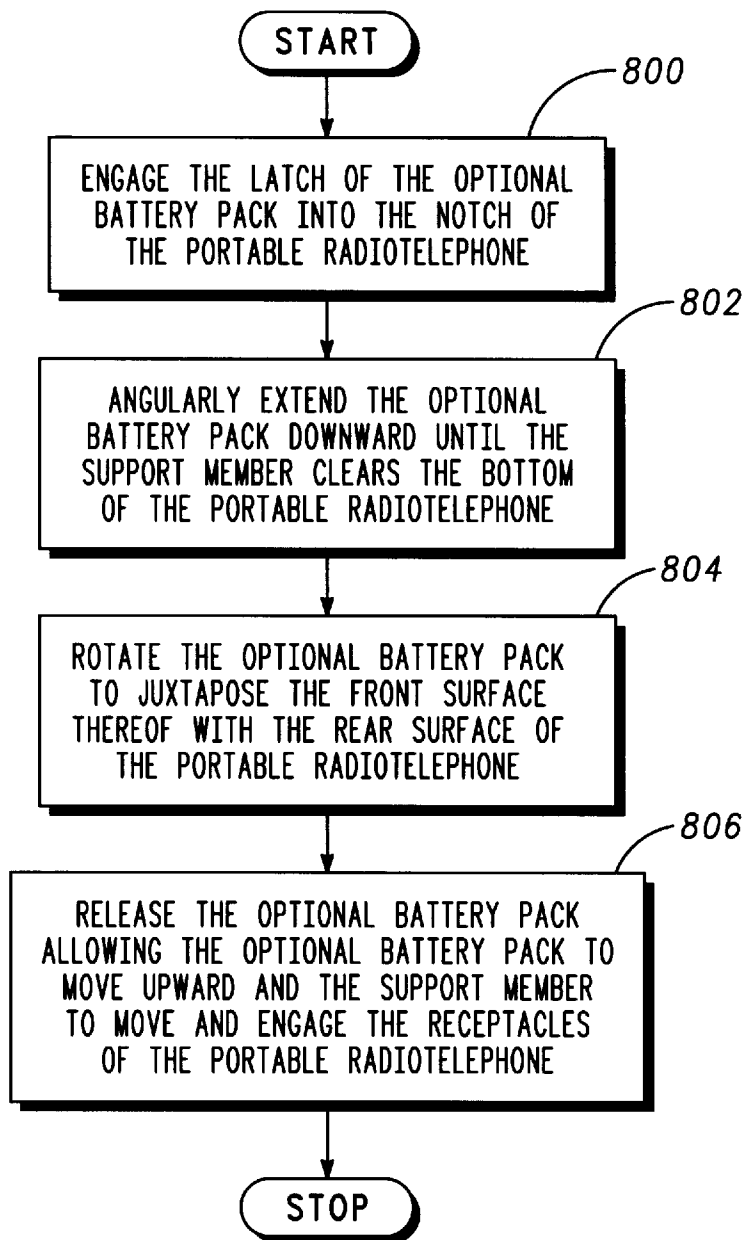 START
800
ENGAGE THE LATCH OF THE OPTIONAL
BATTERY PACK INTO THE NOTCH OF
THE PORTABLE RADIOTELEPHONE
802
ANGULARLY EXTEND THE OPTIONAL
BATTERY PACK DOWNWARD UNTIL THE
SUPPORT MEMBER CLEARS THE BOTTOM
OF THE PORTABLE RADIOTELEPHONE
804
ROTATE THE OPTIONAL BATTERY PACK
TO JUXTAPOSE THE FRONT SURFACE
THEREOF WITH THE REAR SURFACE OF
THE PORTABLE RADIOTELEPHONE
806
RELEASE THE OPTIONAL BATTERY PACK
ALLOWING THE OPTIONAL BATTERY PACK TO
MOVE UPWARD AND THE SUPPORT MEMBER
TO MOVE AND ENGAGE THE RECEPTACLES
OF THE PORTABLE RADIOTELEPHONE
STOP